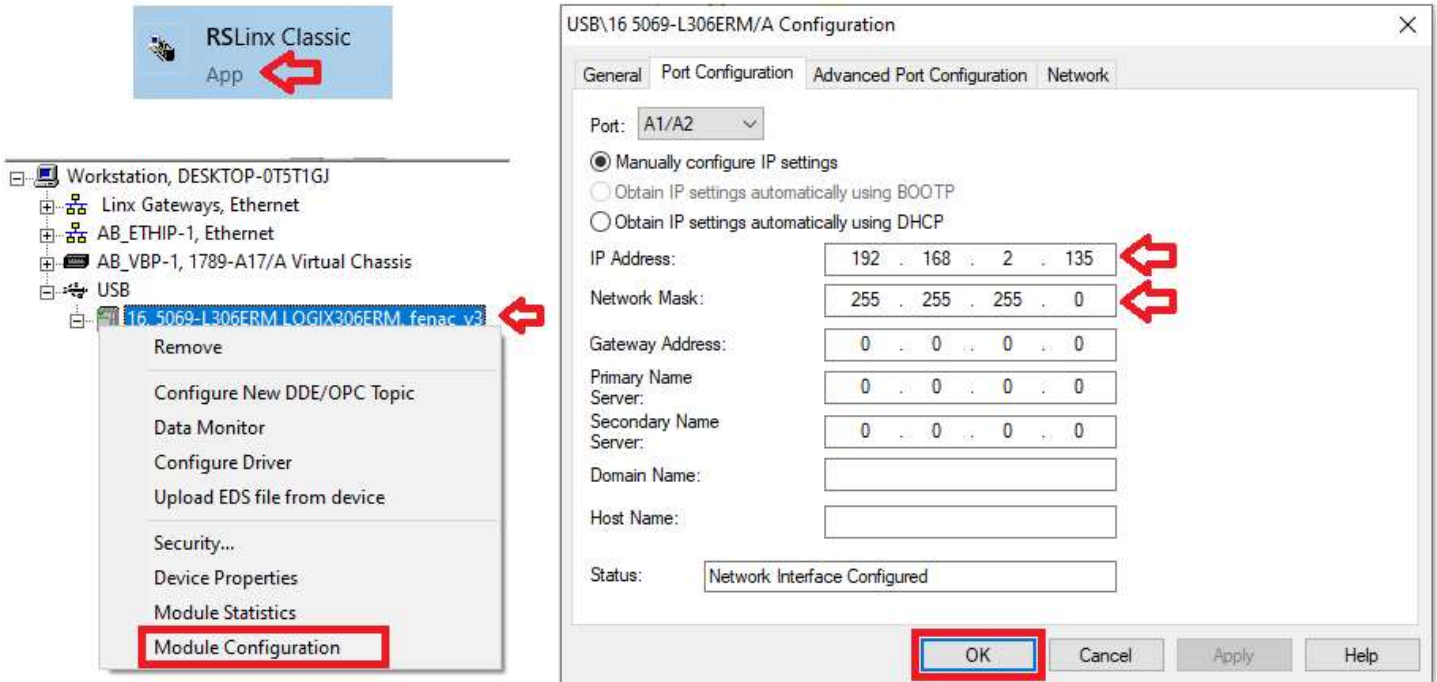 RSLinx Classic
App
Workstation, DESKTOP-0T5T1GJ
Linx Gateways, Ethernet
AB_ETHIP-1, Ethernet
AB_VBP-1, 1789-A17/A Virtual Chassis
USB
16, 5069-L306ERM LOGIX306ERM, fenac_v3
Remove
Configure New DDE/OPC Topic
Data Monitor
Configure Driver
Upload EDS file from device
Security...
Device Properties
Module Statistics
Module Configuration
USB\16 5069-L306ERM/A Configuration
General Port Configuration Advanced Port Configuration Network
Port: A1/A2
Manually configure IP settings
Obtain IP settings automatically using BOOTP
Obtain IP settings automatically using DHCP
IP Address: 192 . 168 . 2 . 135
Network Mask: 255 . 255 . 255 . 0
Gateway Address: 0 . 0 . 0 . 0
Primary Name
Server: 0 . 0 . 0 . 0
Secondary Name
Server: 0 . 0 . 0 . 0
Domain Name:
Host Name:
Status: Network Interface Configured
OK Cancel Apply Help